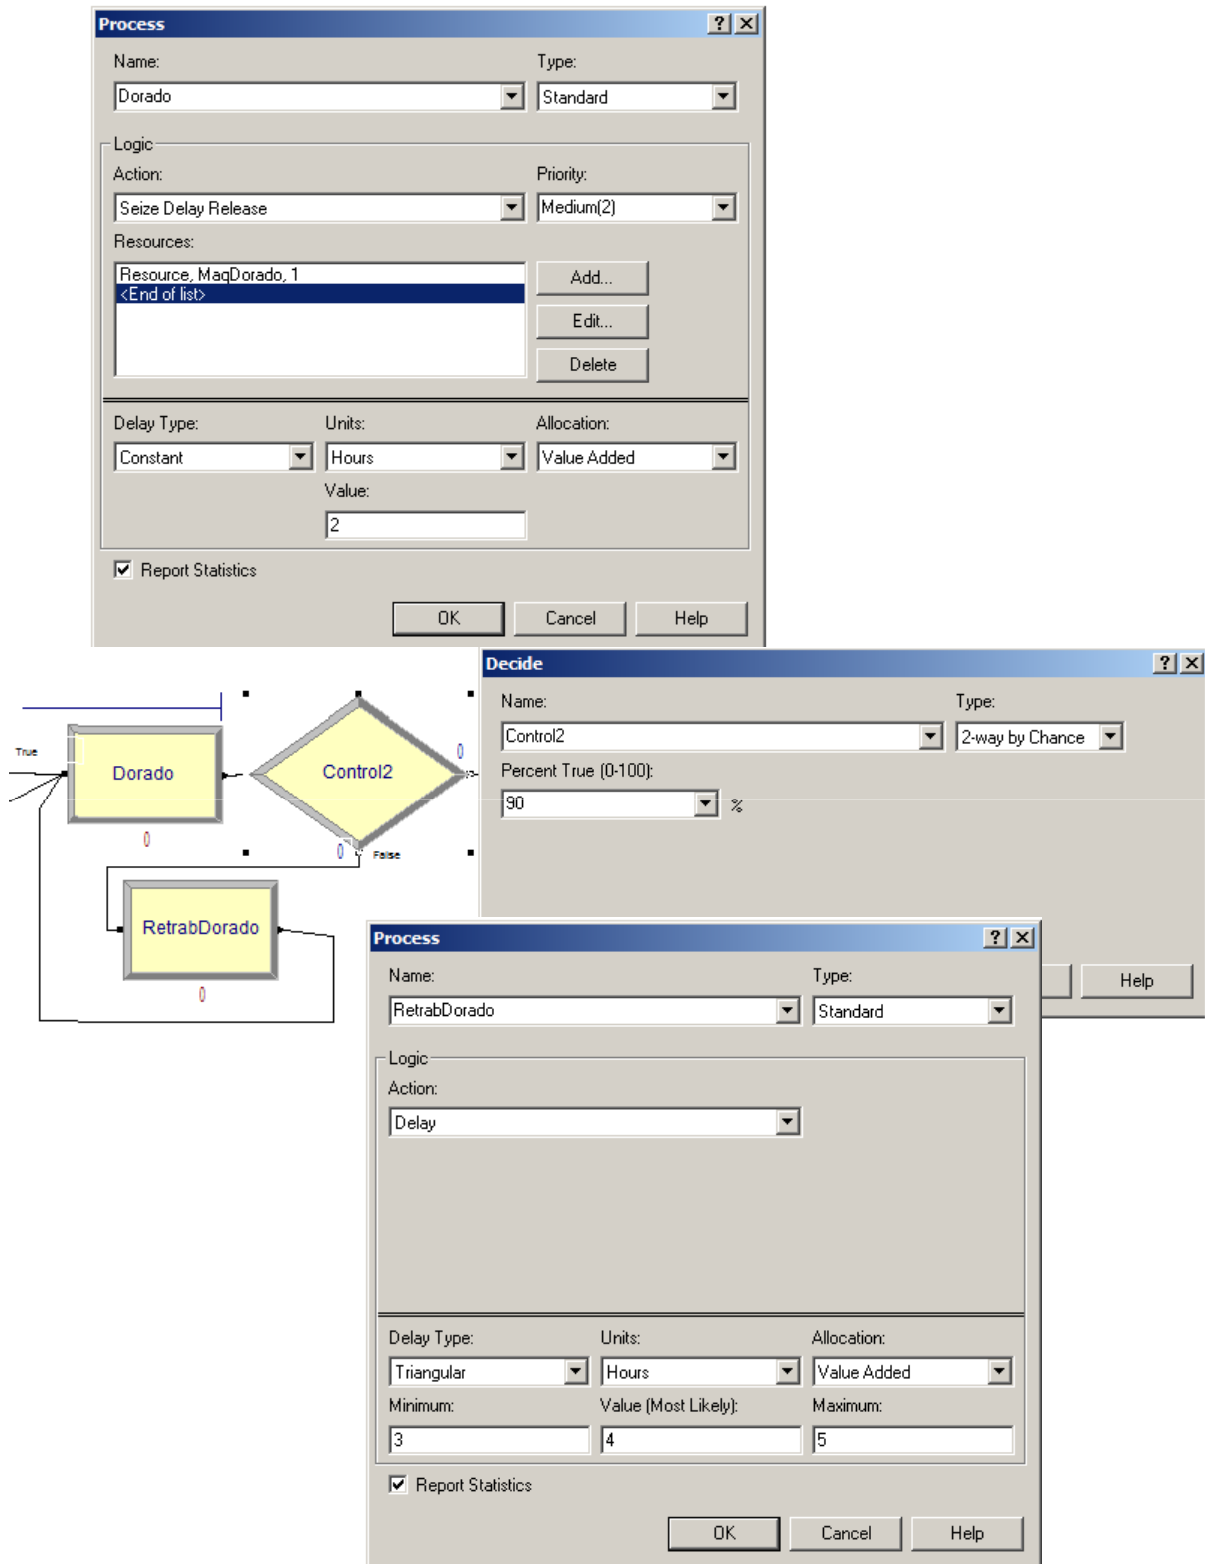 Process
Name: Type:
Dorado Standard
Logic
Action: Priority:
Seize Delay Release Medium(2)
Resources:
Resource, MaqDorado, 1
<End of list>
Add...
Edit...
Delete
Delay Type: Units: Allocation:
Constant Hours Value Added
Value:
2
Report Statistics
OK Cancel Help
True
Dorado
0
Control2
0
0
False
RetrabDorado
0
Decide
Name: Type:
Control2 2-way by Chance
Percent True (0-100):
90 %
Help
Process
Name: Type:
RetrabDorado Standard
Logic
Action:
Delay
Delay Type: Units: Allocation:
Triangular Hours Value Added
Minimum: Value (Most Likely): Maximum:
3 4 5
Report Statistics
OK Cancel Help